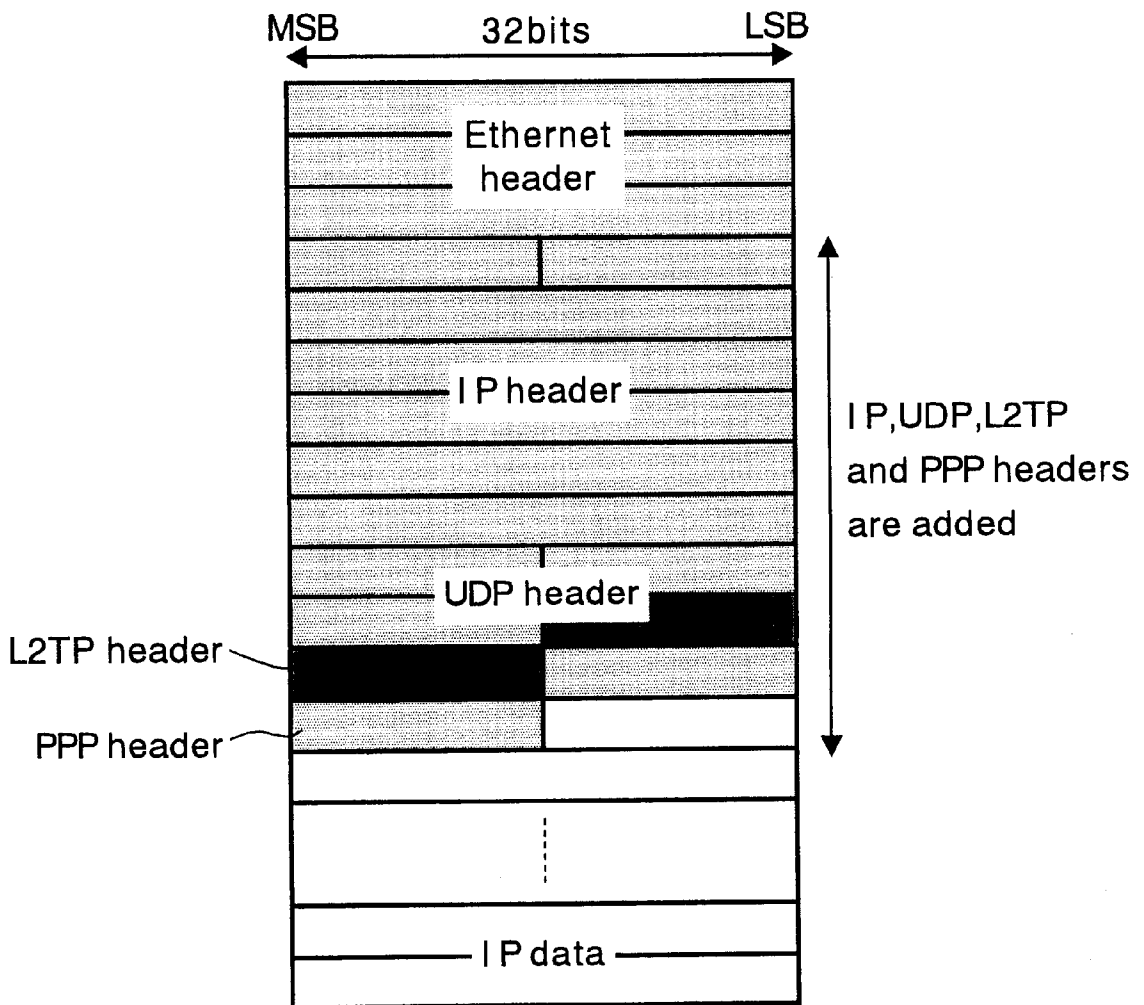 MSB 32bits LSB
Ethernet
header
IP header
IP,UDP,L2TP
and PPP headers
are added
UDP header
L2TP header
PPP header
IP data